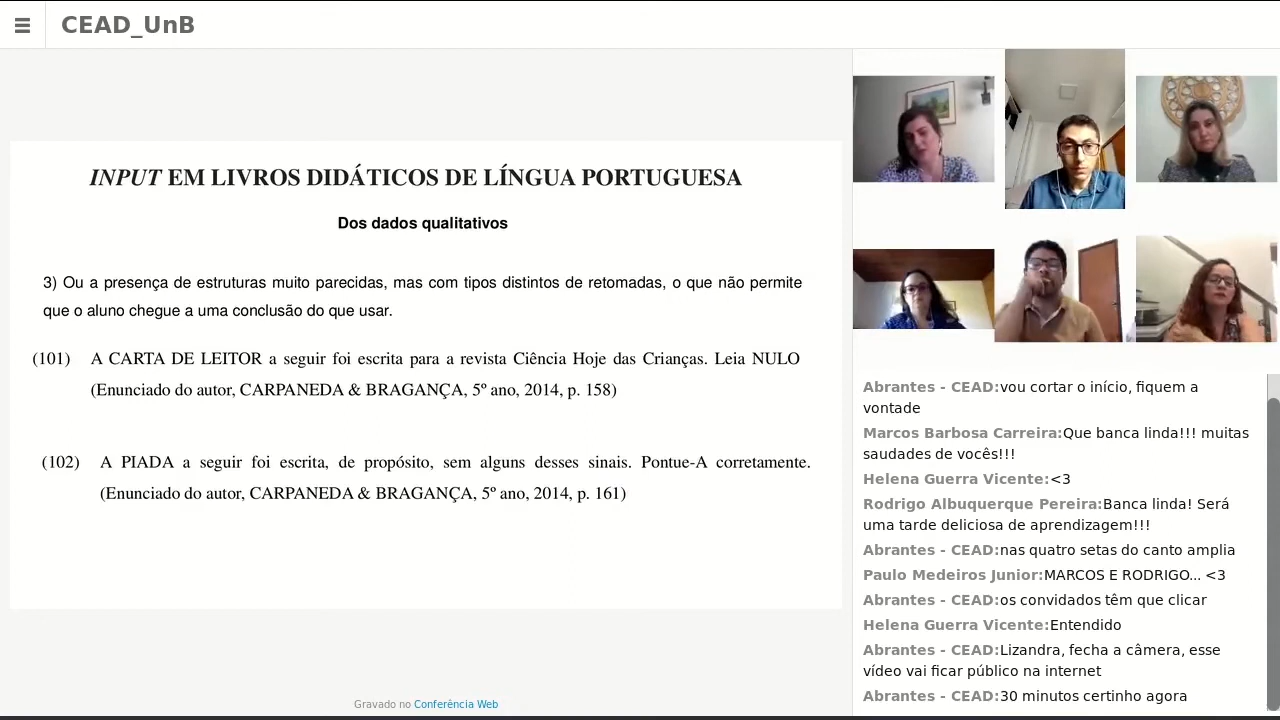 CEAD_UnB
INPUT EM LIVROS DIDÁTICOS DE LÍNGUA PORTUGUESA
Dos dados qualitativos
3) Ou a presença de estruturas muito parecidas, mas com tipos distintos de retomadas, o que não permite
que o aluno chegue a uma conclusão do que usar.
(101) A CARTA DE LEITOR a seguir foi escrita para a revista Ciência Hoje das Crianças. Leia NULO
(Enunciado do autor, CARPANEDA & BRAGANÇA, 5º ano, 2014, p. 158)
(102) A PIADA a seguir foi escrita, de propósito, sem alguns desses sinais. Pontue-A corretamente.
(Enunciado do autor, CARPANEDA & BRAGANÇA, 5º ano, 2014, p. 161)
Gravado no Conferência Web
Abrantes - CEAD:vou cortar o início, fiquem a
vontade
Marcos Barbosa Carreira:Que banca linda!!! muitas
saudades de vocês!!!
Helena Guerra Vicente:<3
Rodrigo Albuquerque Pereira:Banca linda! Será
uma tarde deliciosa de aprendizagem!!!
Abrantes - CEAD:nas quatro setas do canto amplia
Paulo Medeiros Junior:MARCOS E RODRIGO... <3
Abrantes - CEAD:os convidados têm que clicar
Helena Guerra Vicente:Entendido
Abrantes - CEAD:Lizandra, fecha a câmera, esse
vídeo vai ficar público na internet
Abrantes - CEAD:30 minutos certinho agora